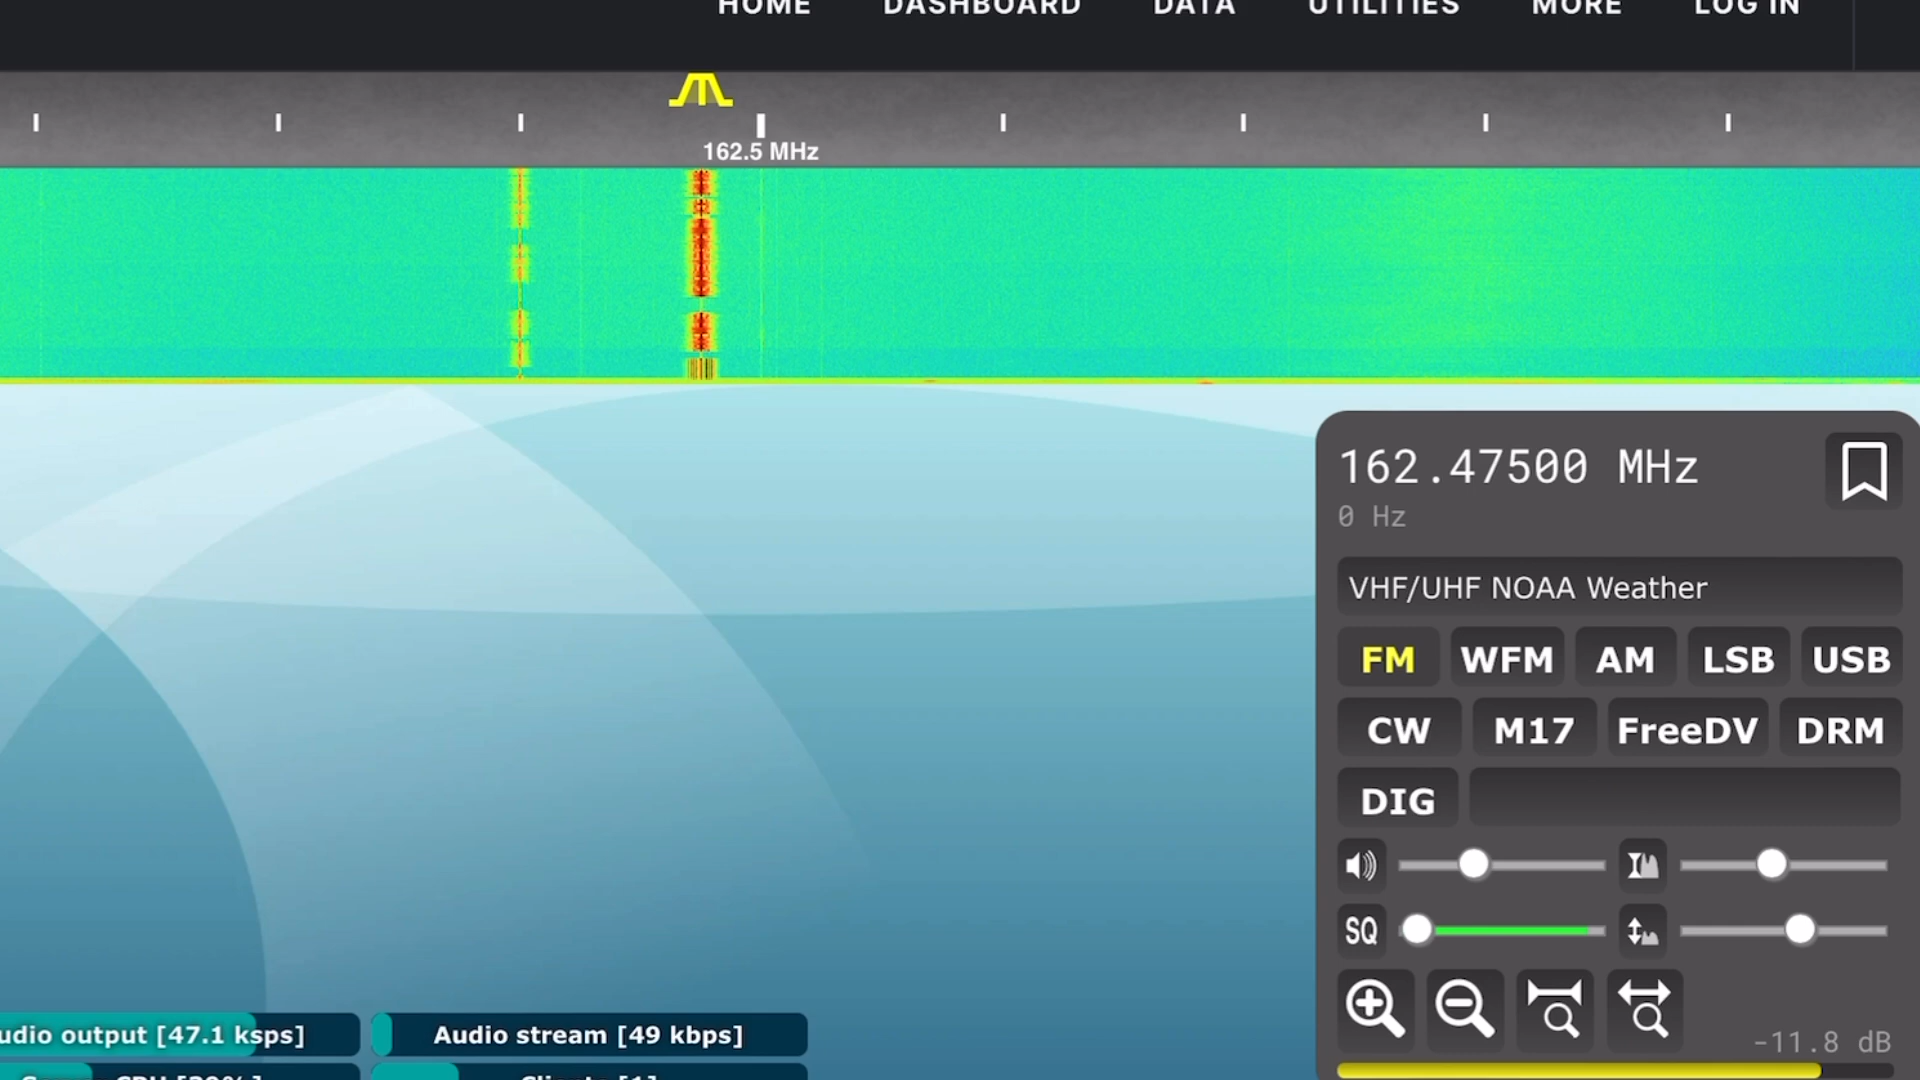 HOME DASHBOARD DATA UTILITIES MORE LOG IN
162.5 MHz
162.47500 MHz
0 Hz
VHF/UHF NOAA Weather
FM WFM AM LSB USB
CW M17 FreeDV DRM
DIG
SQ
-11.8 dB
udio output [47.1 ksps] Audio stream [49 kbps]
Clients [1]